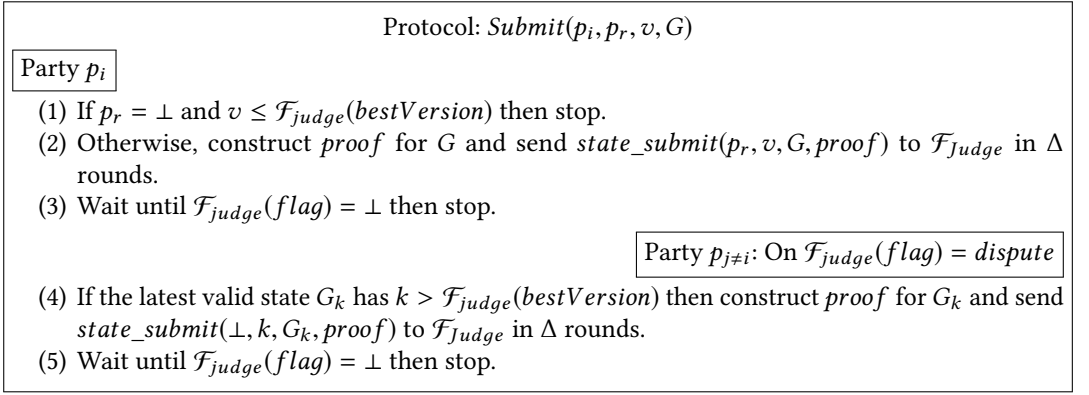 Protocol: Submit(p_i, p_r, v, G)
Party p_i
(1) If p_r = ⊥ and v ≤ ℱ_judge(bestVersion) then stop.
(2) Otherwise, construct proof for G and send state_submit(p_r, v, G, proof) to ℱ_Judge in Δ
rounds.
(3) Wait until ℱ_judge(flag) = ⊥ then stop.
Party p_{j≠i}: On ℱ_judge(flag) = dispute
(4) If the latest valid state G_k has k > ℱ_judge(bestVersion) then construct proof for G_k and send
state_submit(⊥, k, G_k, proof) to ℱ_Judge in Δ rounds.
(5) Wait until ℱ_judge(flag) = ⊥ then stop.